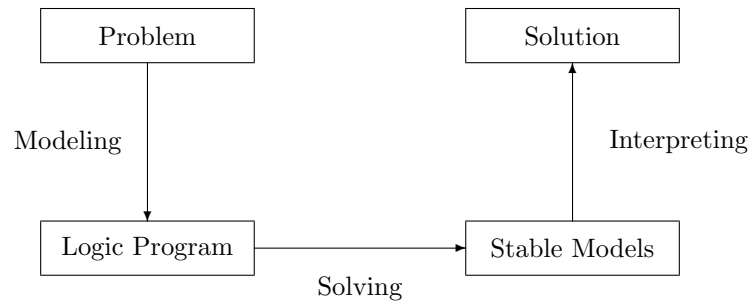 Problem
Solution
Modeling
Interpreting
Logic Program
Stable Models
Solving